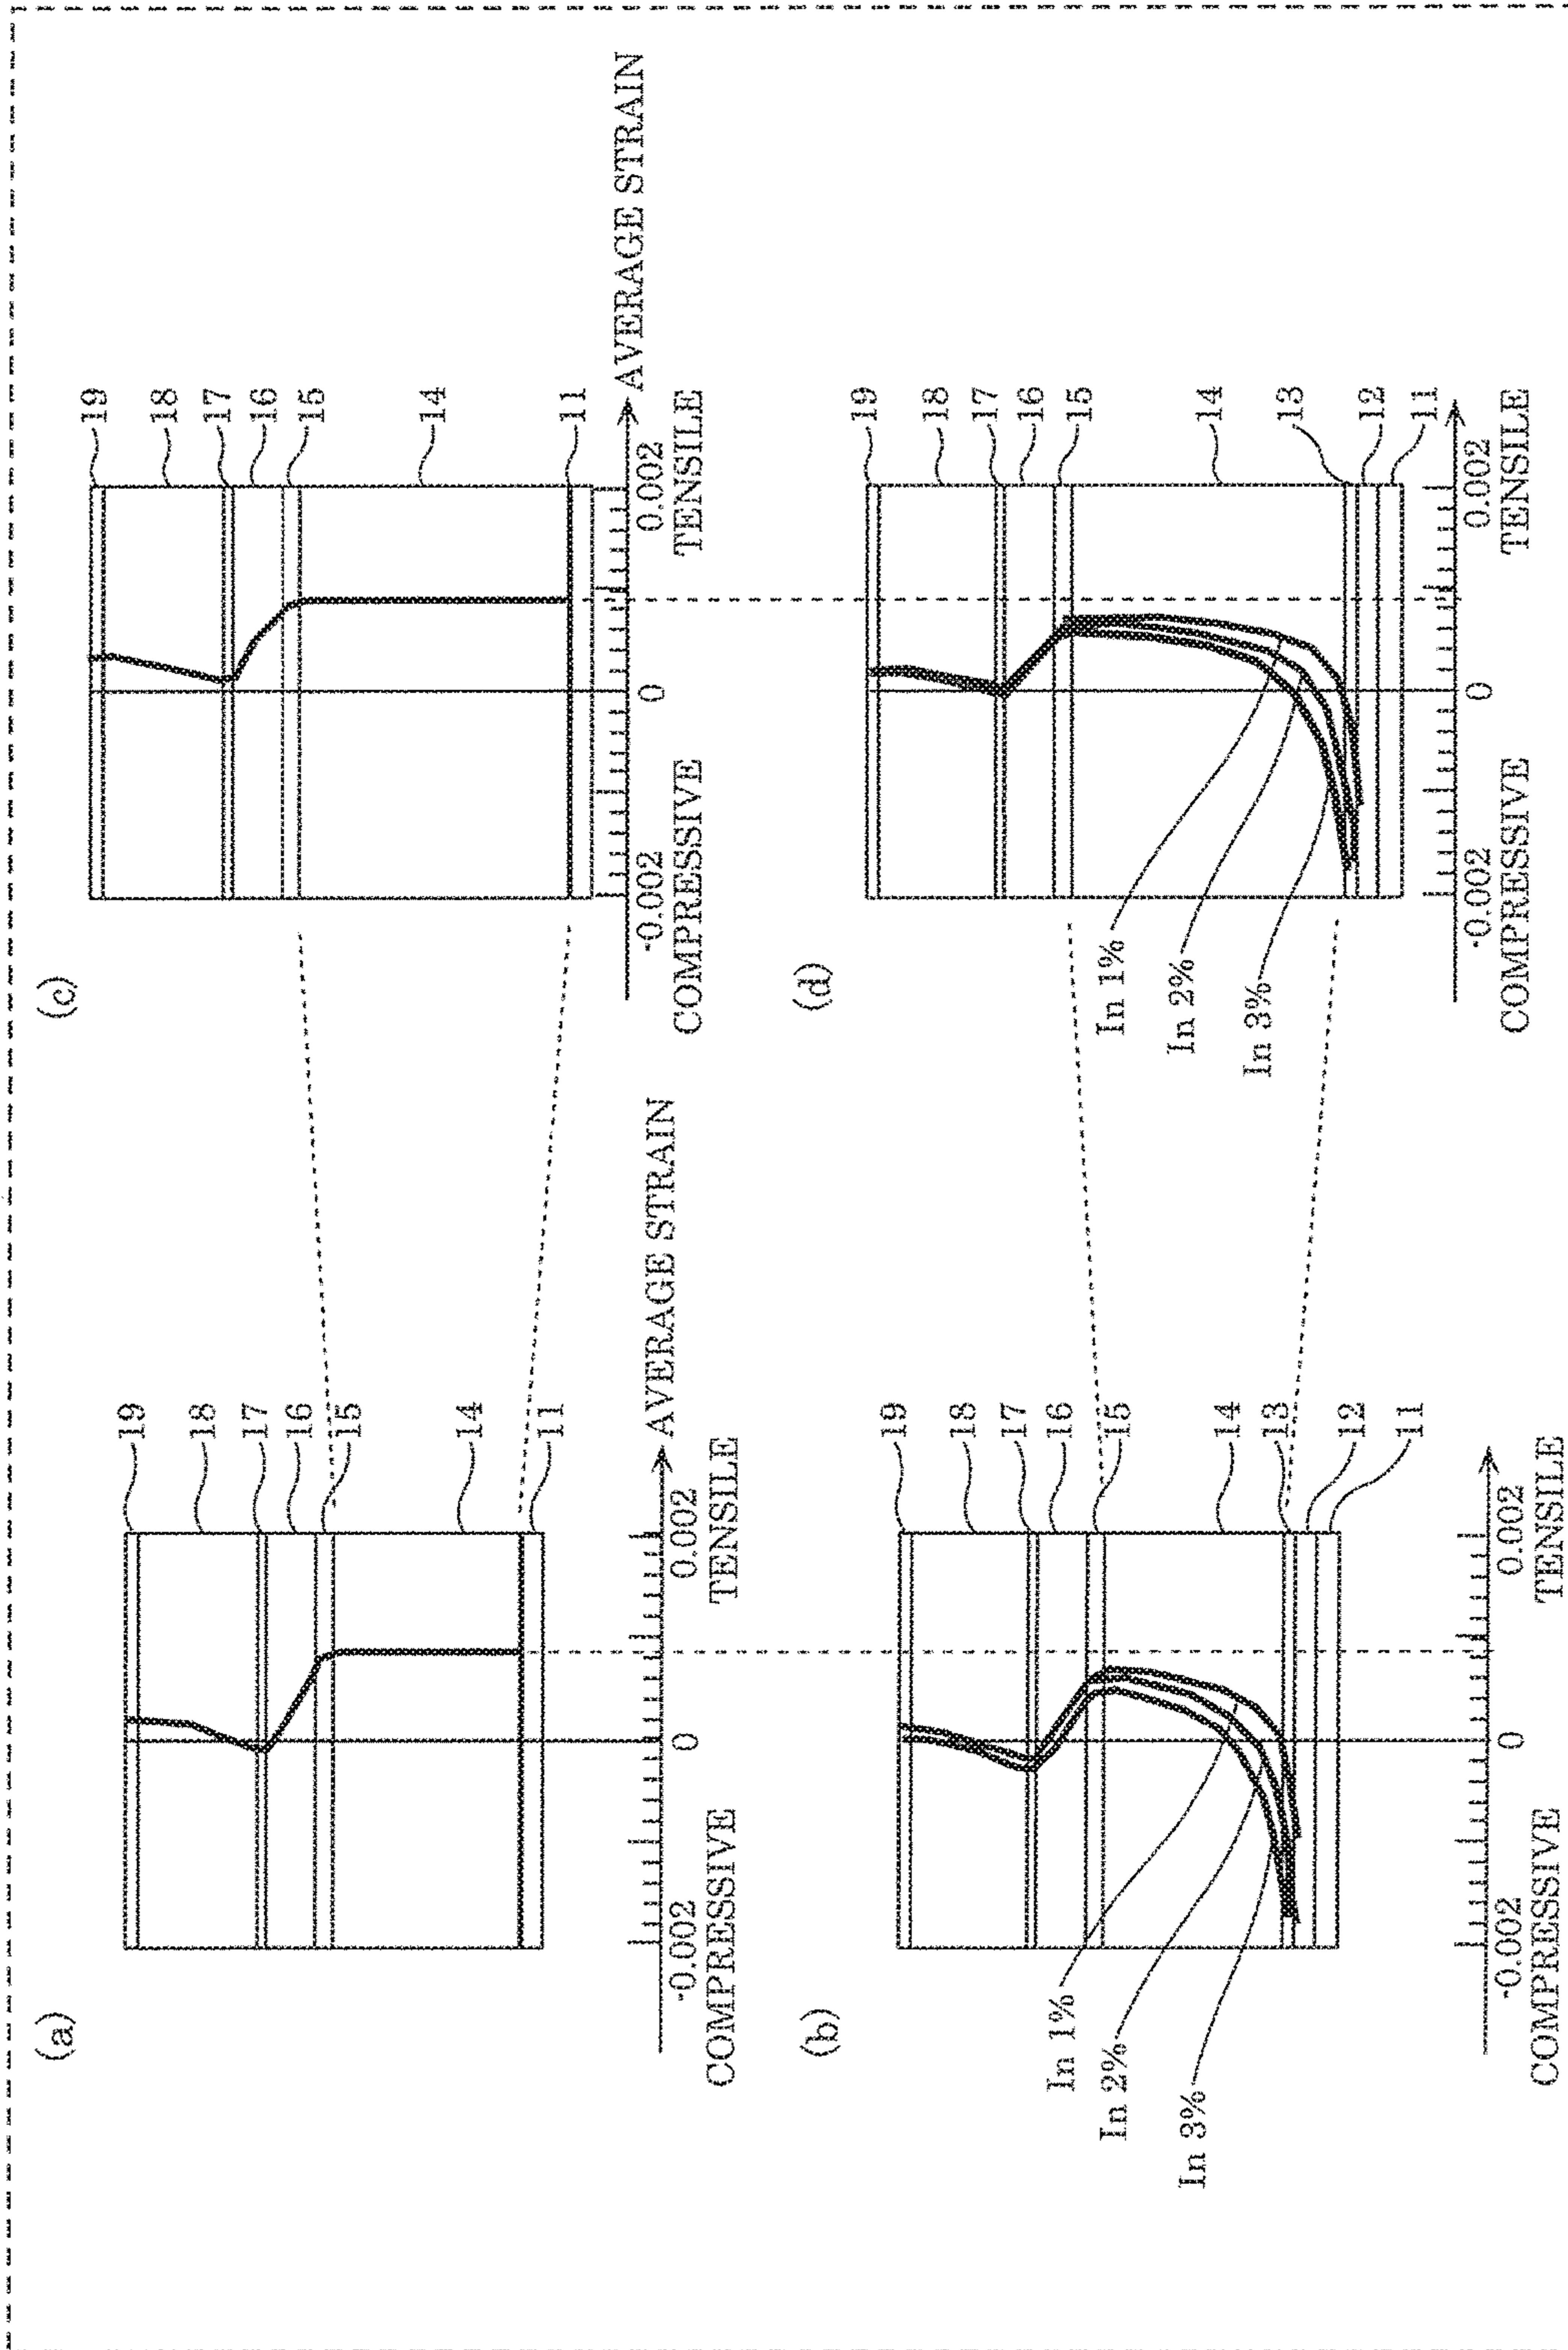 (a)
19
18
17
16
15
14
11
AVERAGE STRAIN
-0.002
0
0.002
COMPRESSIVE
TENSILE
(b)
19
18
17
16
15
14
13
12
11
In 1%
In 2%
In 3%
-0.002
0
0.002
COMPRESSIVE
TENSILE
(c)
19
18
17
16
15
14
11
AVERAGE STRAIN
-0.002
0
0.002
COMPRESSIVE
TENSILE
(d)
19
18
17
16
15
14
13
12
11
In 1%
In 2%
In 3%
-0.002
0
0.002
COMPRESSIVE
TENSILE